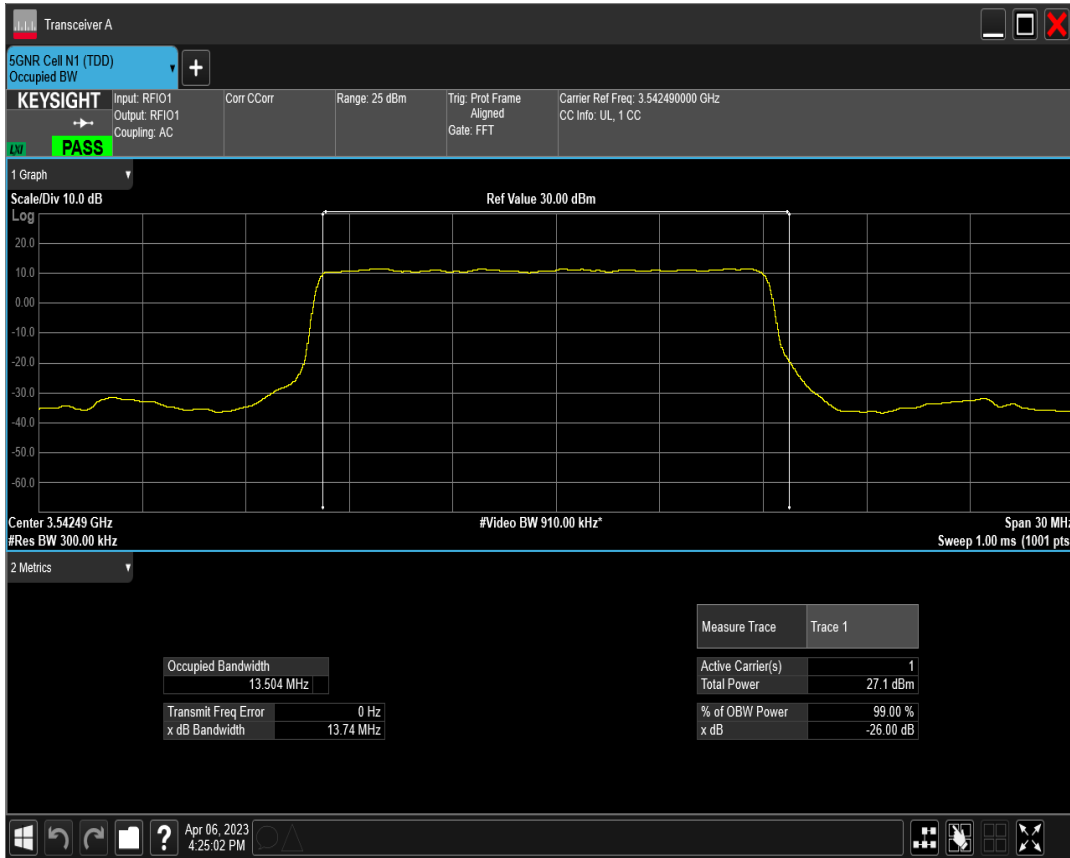 Transceiver A
5GNR Cell N1 (TDD)
Occupied BW
+
KEYSIGHT
LXI
PASS
Input: RFIO1
Output: RFIO1
Coupling: AC
Corr CCorr
Range: 25 dBm
Trig: Prot Frame
Aligned
Gate: FFT
Carrier Ref Freq: 3.542490000 GHz
CC Info: UL, 1 CC
1 Graph
Scale/Div 10.0 dB
Ref Value 30.00 dBm
Log
20.0
10.0
0.00
-10.0
-20.0
-30.0
-40.0
-50.0
-60.0
Center 3.54249 GHz
#Video BW 910.00 kHz*
Span 30 MHz
#Res BW 300.00 kHz
Sweep 1.00 ms (1001 pts
2 Metrics
Measure Trace Trace 1
Occupied Bandwidth
13.504 MHz
Active Carrier(s) 1
Total Power 27.1 dBm
Transmit Freq Error 0 Hz
x dB Bandwidth 13.74 MHz
% of OBW Power 99.00 %
x dB -26.00 dB
?
Apr 06, 2023
4:25:02 PM